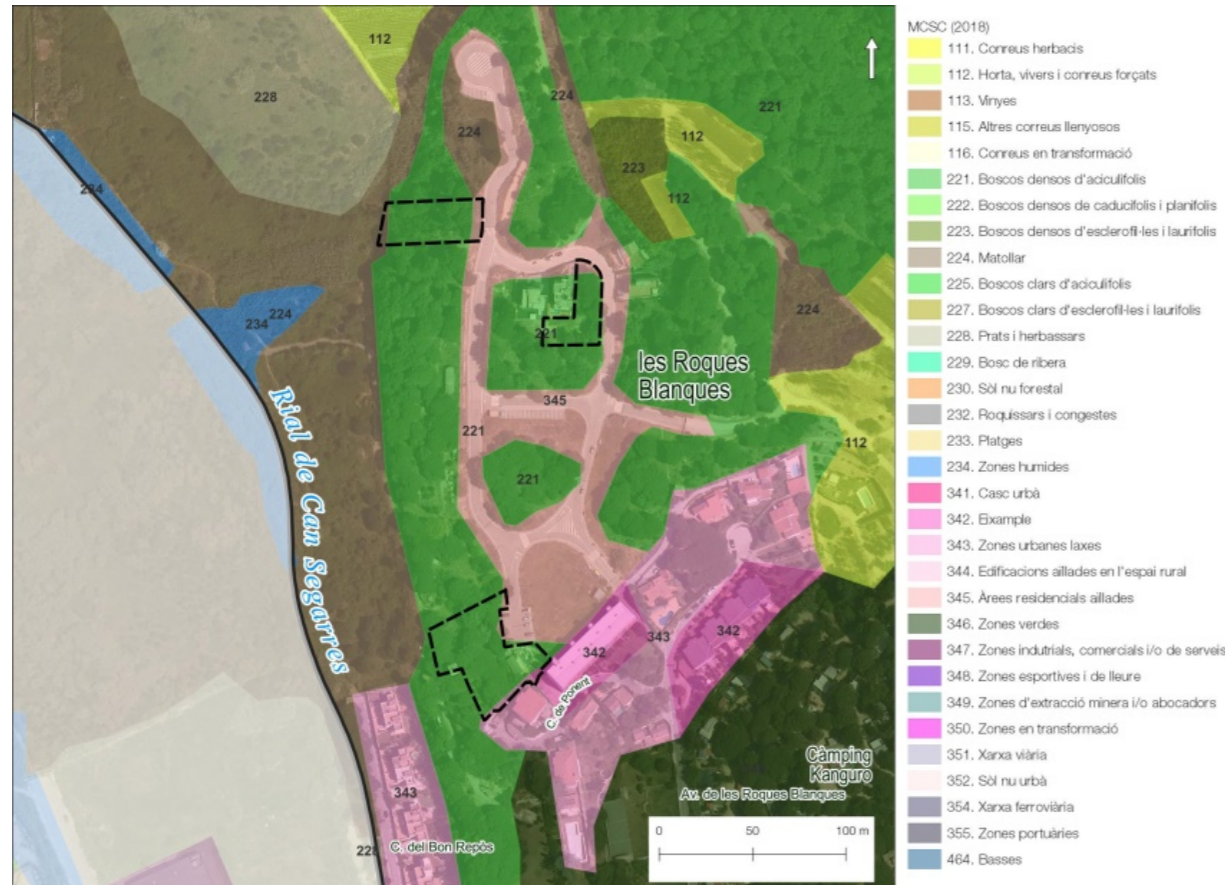 112
228
224
221
224
112
223
112
234
224
224
234
221
les Roques
Blanques
345
221
112
221
Rial de Can Segarres
342
343
342
C. de Ponent
Càmping
Kanguro
Av. de les Roques Blanques
343
228
C. del Bon Repòs
0 50 100 m
MCSC (2018)
111. Conreus herbacis
112. Horta, vivers i conreus forçats
113. Vinyes
115. Altres correus llenyosos
116. Conreus en transformació
221. Boscos densos d'aciculifolis
222. Boscos densos de caducifolis i planifolis
223. Boscos densos d'esclerofil·les i laurifolis
224. Matollar
225. Boscos clars d'aciculifolis
227. Boscos clars d'esclerofil·les i laurifolis
228. Prats i herbassars
229. Bosc de ribera
230. Sòl nu forestal
232. Roquissars i congestes
233. Platges
234. Zones humides
341. Casc urbà
342. Eixample
343. Zones urbanes laxes
344. Edificacions aïllades en l'espai rural
345. Àrees residencials aïllades
346. Zones verdes
347. Zones indutrials, comercials i/o de serveis
348. Zones esportives i de lleure
349. Zones d'extracció minera i/o abocadors
350. Zones en transformació
351. Xarxa viària
352. Sòl nu urbà
354. Xarxa ferroviària
355. Zones portuàries
464. Basses